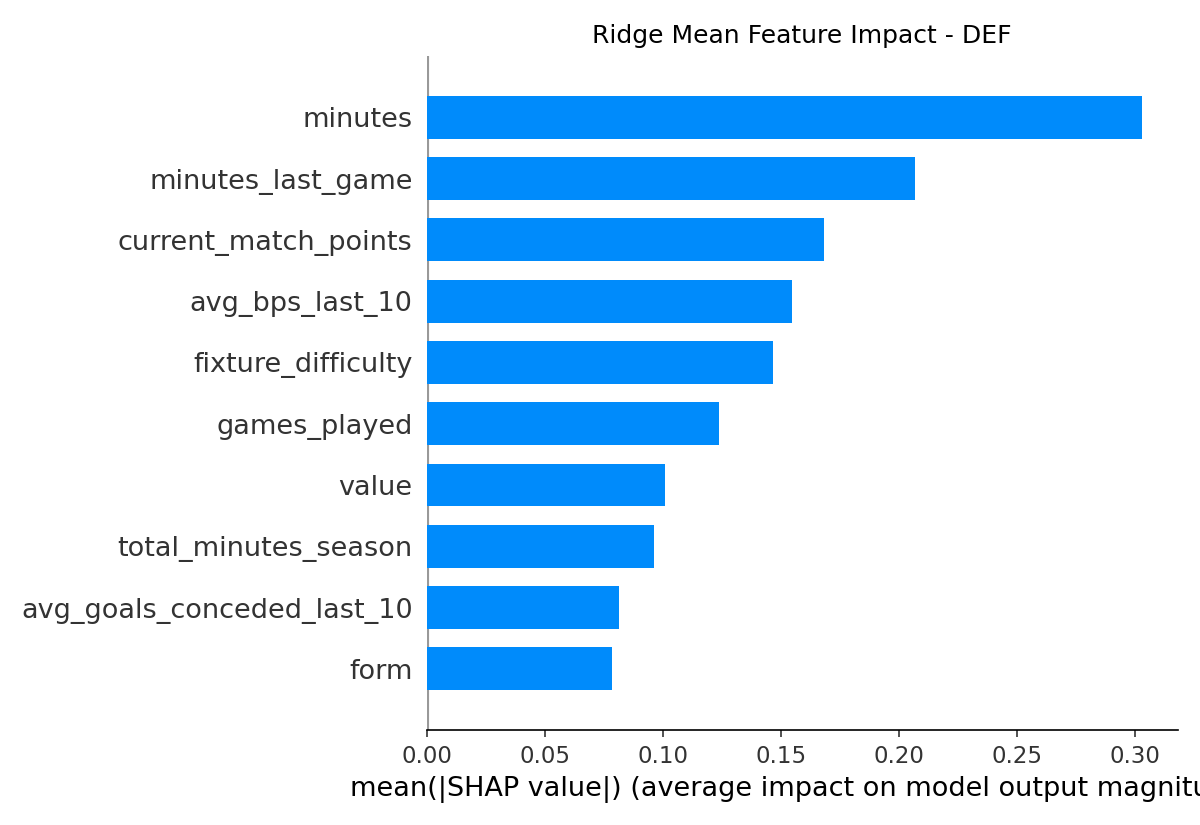 Ridge Mean Feature Impact - DEF
minutes
minutes_last_game
current_match_points
avg_bps_last_10
fixture_difficulty
games_played
value
total_minutes_season
avg_goals_conceded_last_10
form
0.00 0.05 0.10 0.15 0.20 0.25 0.30
mean(|SHAP value|) (average impact on model output